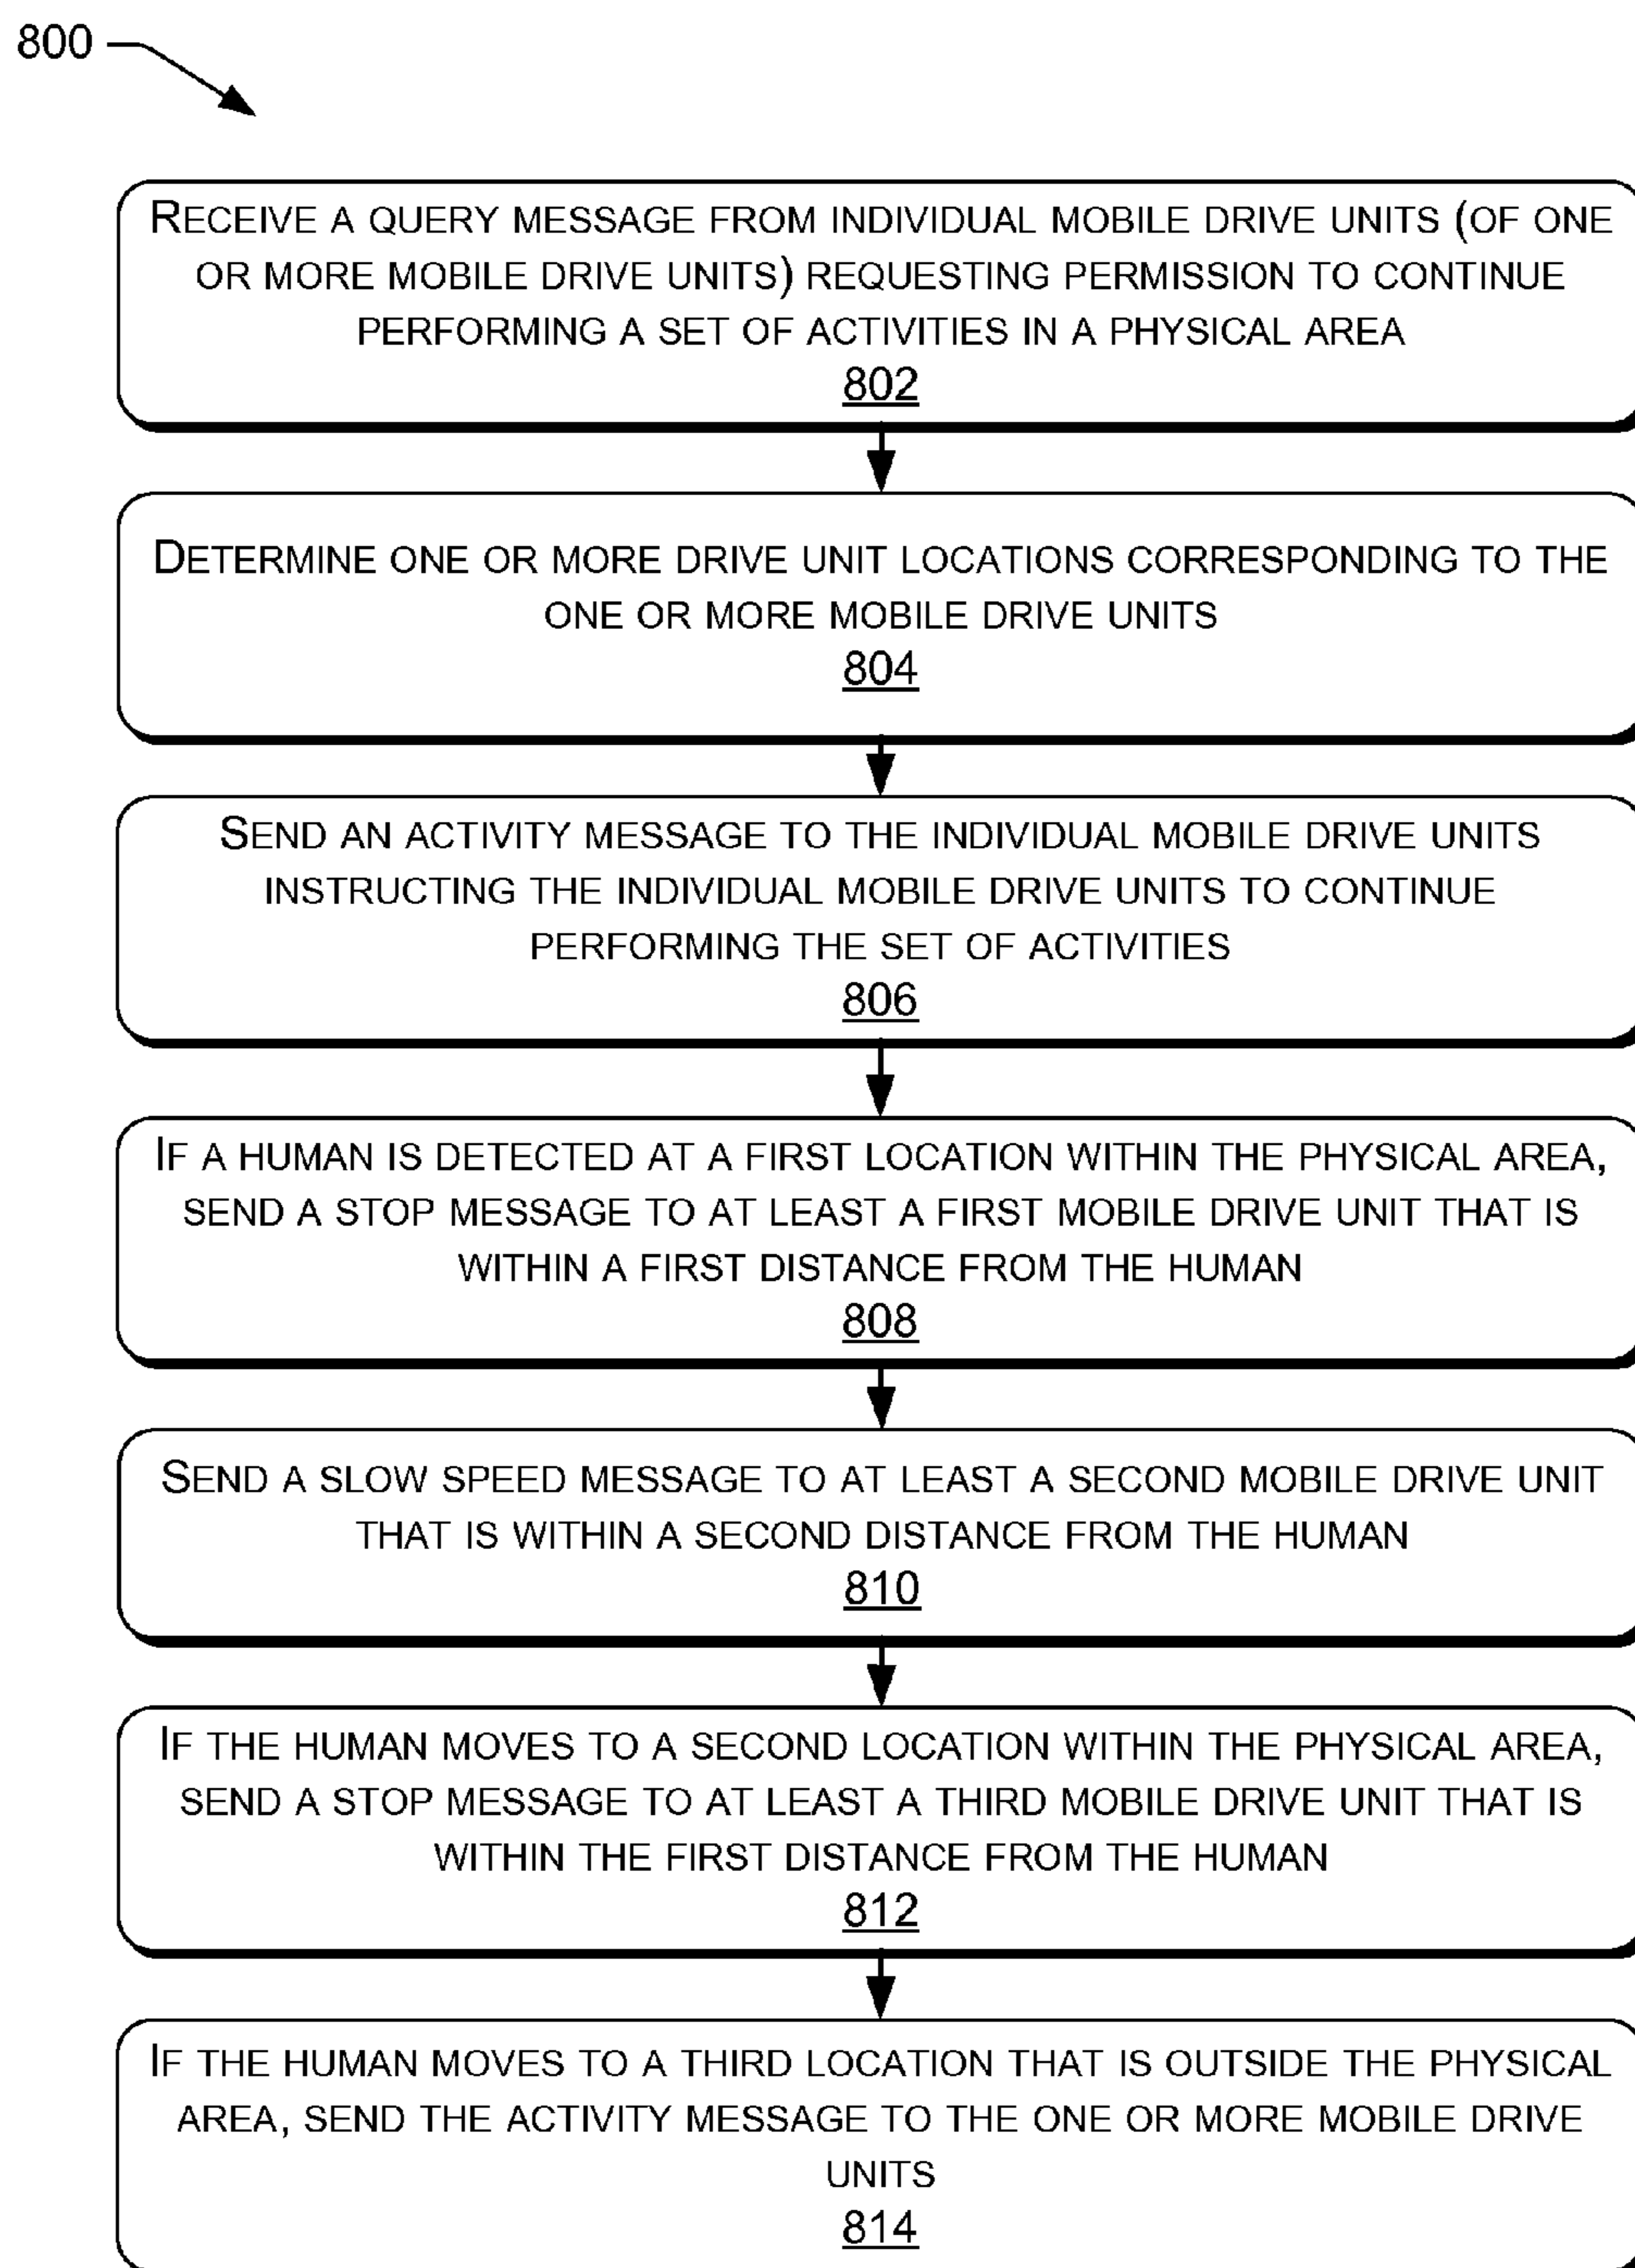 800
RECEIVE A QUERY MESSAGE FROM INDIVIDUAL MOBILE DRIVE UNITS (OF ONE
OR MORE MOBILE DRIVE UNITS) REQUESTING PERMISSION TO CONTINUE
PERFORMING A SET OF ACTIVITIES IN A PHYSICAL AREA
802
DETERMINE ONE OR MORE DRIVE UNIT LOCATIONS CORRESPONDING TO THE
ONE OR MORE MOBILE DRIVE UNITS
804
SEND AN ACTIVITY MESSAGE TO THE INDIVIDUAL MOBILE DRIVE UNITS
INSTRUCTING THE INDIVIDUAL MOBILE DRIVE UNITS TO CONTINUE
PERFORMING THE SET OF ACTIVITIES
806
IF A HUMAN IS DETECTED AT A FIRST LOCATION WITHIN THE PHYSICAL AREA,
SEND A STOP MESSAGE TO AT LEAST A FIRST MOBILE DRIVE UNIT THAT IS
WITHIN A FIRST DISTANCE FROM THE HUMAN
808
SEND A SLOW SPEED MESSAGE TO AT LEAST A SECOND MOBILE DRIVE UNIT
THAT IS WITHIN A SECOND DISTANCE FROM THE HUMAN
810
IF THE HUMAN MOVES TO A SECOND LOCATION WITHIN THE PHYSICAL AREA,
SEND A STOP MESSAGE TO AT LEAST A THIRD MOBILE DRIVE UNIT THAT IS
WITHIN THE FIRST DISTANCE FROM THE HUMAN
812
IF THE HUMAN MOVES TO A THIRD LOCATION THAT IS OUTSIDE THE PHYSICAL
AREA, SEND THE ACTIVITY MESSAGE TO THE ONE OR MORE MOBILE DRIVE
UNITS
814